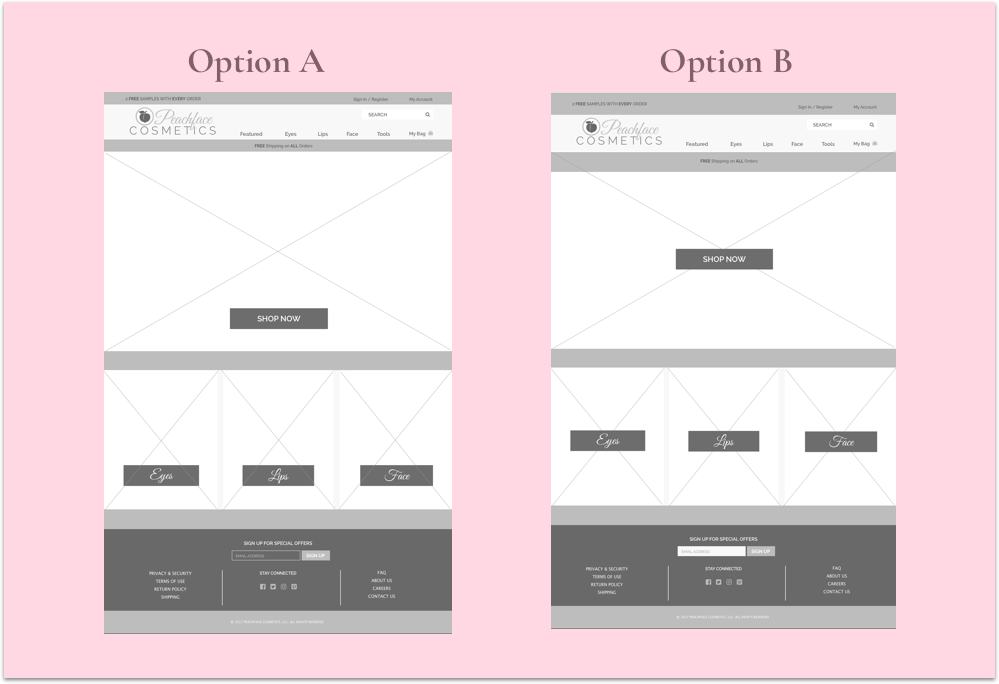 Option A
Option B
2 FREE SAMPLES WITH EVERY ORDER
Sign In / Register
My Account
SEARCH
Peachface
COSMETICS
Featured
Eyes
Lips
Face
Tools
My Bag
FREE Shipping on ALL Orders
SHOP NOW
Eyes
Lips
Face
SIGN UP FOR SPECIAL OFFERS
EMAIL ADDRESS
SIGN UP
PRIVACY & SECURITY
TERMS OF USE
RETURN POLICY
SHIPPING
STAY CONNECTED
FAQ
ABOUT US
CAREERS
CONTACT US
© 2017 PEACHFACE COSMETICS, LLC. ALL RIGHTS RESERVED
2 FREE SAMPLES WITH EVERY ORDER
Sign In / Register
My Account
SEARCH
Peachface
COSMETICS
Featured
Eyes
Lips
Face
Tools
My Bag
FREE Shipping on ALL Orders
SHOP NOW
Eyes
Lips
Face
SIGN UP FOR SPECIAL OFFERS
EMAIL ADDRESS
SIGN UP
PRIVACY & SECURITY
TERMS OF USE
RETURN POLICY
SHIPPING
STAY CONNECTED
FAQ
ABOUT US
CAREERS
CONTACT US
© 2017 PEACHFACE COSMETICS, LLC. ALL RIGHTS RESERVED